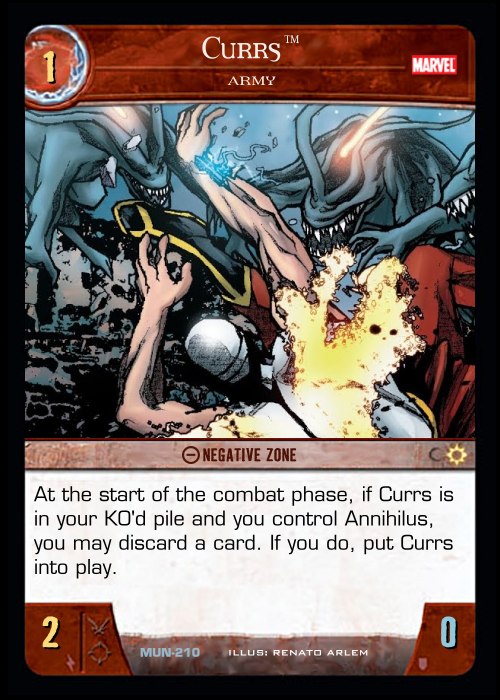 1
Currs™
ARMY
MARVEL
NEGATIVE ZONE
C
At the start of the combat phase, if Currs is
in your KO'd pile and you control Annihilus,
you may discard a card. If you do, put Currs
into play.
2
MUN-210
ILLUS: RENATO ARLEM
0